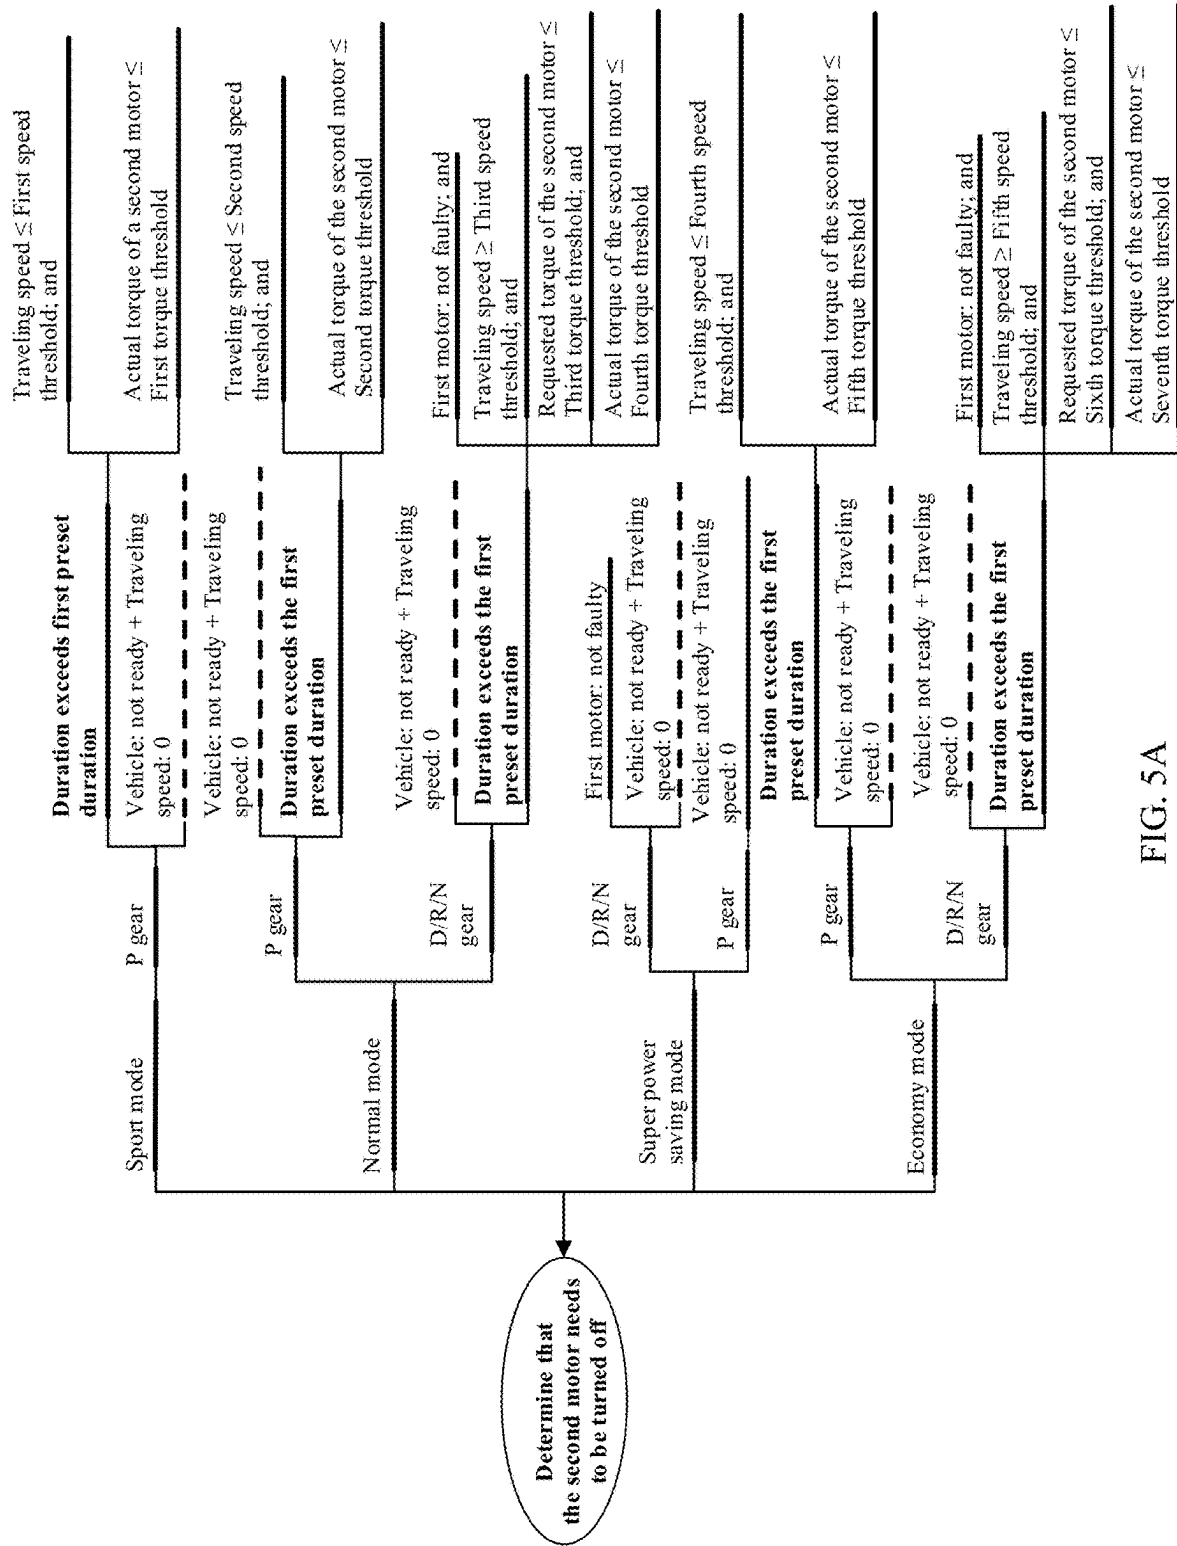 Determine that
the second motor needs
to be turned off
Sport mode
P gear
Duration exceeds first preset
duration
Traveling speed ≤ First speed
threshold; and
Actual torque of a second motor ≤
First torque threshold
Vehicle: not ready + Traveling
speed: 0
Normal mode
P gear
Vehicle: not ready + Traveling
speed: 0
Duration exceeds the first
preset duration
Traveling speed ≤ Second speed
threshold; and
Actual torque of the second motor ≤
Second torque threshold
D/R/N
gear
Vehicle: not ready + Traveling
speed: 0
Duration exceeds the first
preset duration
First motor: not faulty; and
Traveling speed ≥ Third speed
threshold; and
Requested torque of the second motor ≤
Third torque threshold; and
Actual torque of the second motor ≤
Fourth torque threshold
Super power
saving mode
D/R/N
gear
First motor: not faulty
Vehicle: not ready + Traveling
speed: 0
P gear
Vehicle: not ready + Traveling
speed: 0
Economy mode
P gear
Duration exceeds the first
preset duration
Traveling speed ≤ Fourth speed
threshold; and
Actual torque of the second motor ≤
Fifth torque threshold
Vehicle: not ready + Traveling
speed: 0
D/R/N
gear
Vehicle: not ready + Traveling
speed: 0
Duration exceeds the first
preset duration
First motor: not faulty; and
Traveling speed ≥ Fifth speed
threshold; and
Requested torque of the second motor ≤
Sixth torque threshold; and
Actual torque of the second motor ≤
Seventh torque threshold
FIG. 5A